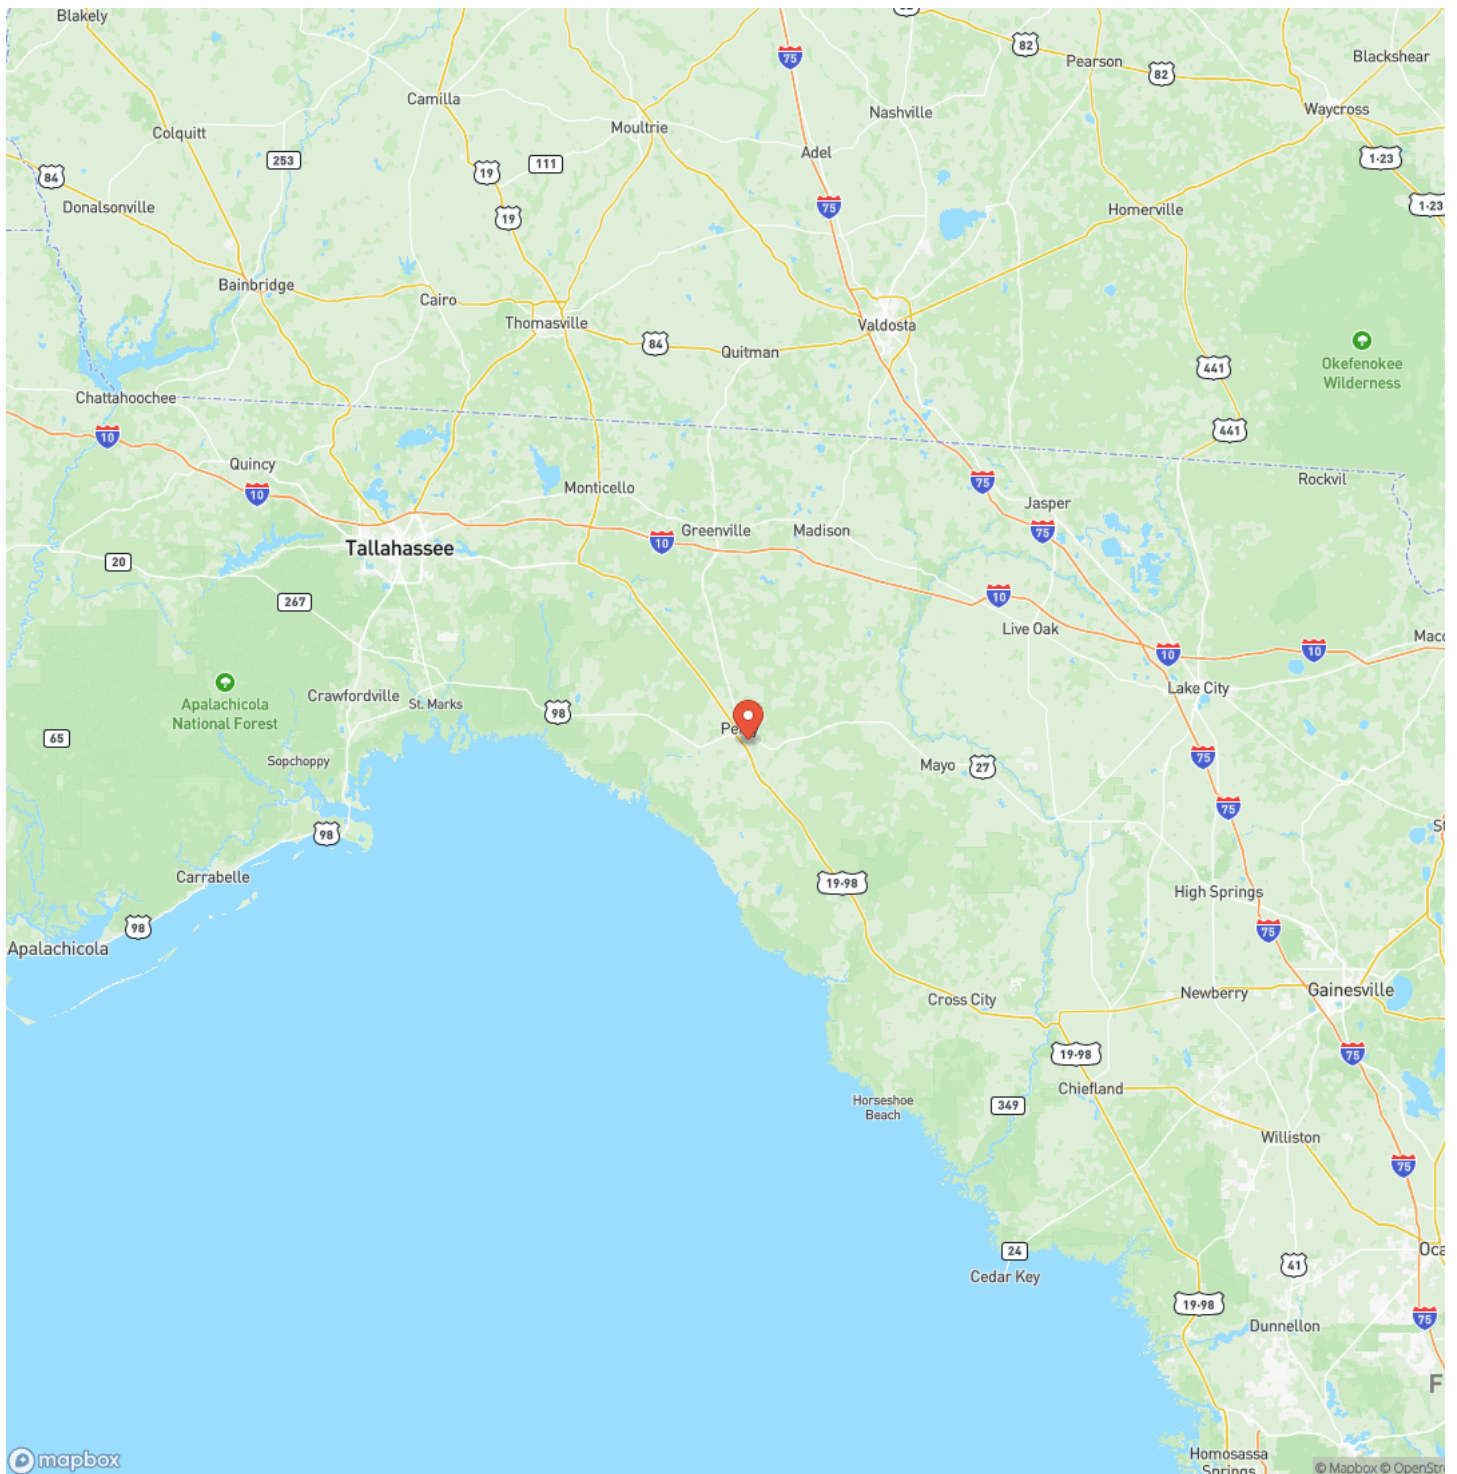 Blakely
82
Pearson
75
82
Blackshear
Camilla
Nashville
Waycross
Moultrie
Colquitt
Adel
253
111
1-23
19
84
75
1-23
Donalsonville
19
Homerville
Bainbridge
Cairo
Thomasville
Valdosta
84
Quitman
Okefenokee
Wilderness
441
Chattahoochee
10
441
Quincy
75
Rockvil
Monticello
10
Jasper
Greenville
Madison
75
Tallahassee
10
20
267
10
Live Oak
Macc
10
10
Lake City
Apalachicola
National Forest
Crawfordville
St. Marks
98
65
75
Sopchoppy
Mayo
27
75
98
St
Carrabelle
19-98
High Springs
98
75
Apalachicola
Cross City
Newberry
Gainesville
19-98
75
Chiefland
Horseshoe
Beach
349
Williston
75
24
Oca
41
Cedar Key
19-98
75
Dunnellon
F
mapbox
Homosassa
Springs
© Mapbox © OpenStre